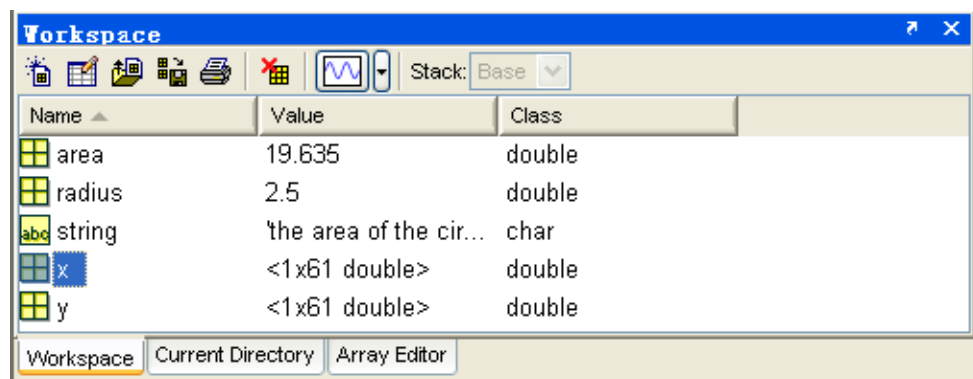 Workspace
Stack: Base
Name Value Class
area 19.635 double
radius 2.5 double
abc string 'the area of the cir... char
x <1x61 double> double
y <1x61 double> double
Workspace Current Directory Array Editor